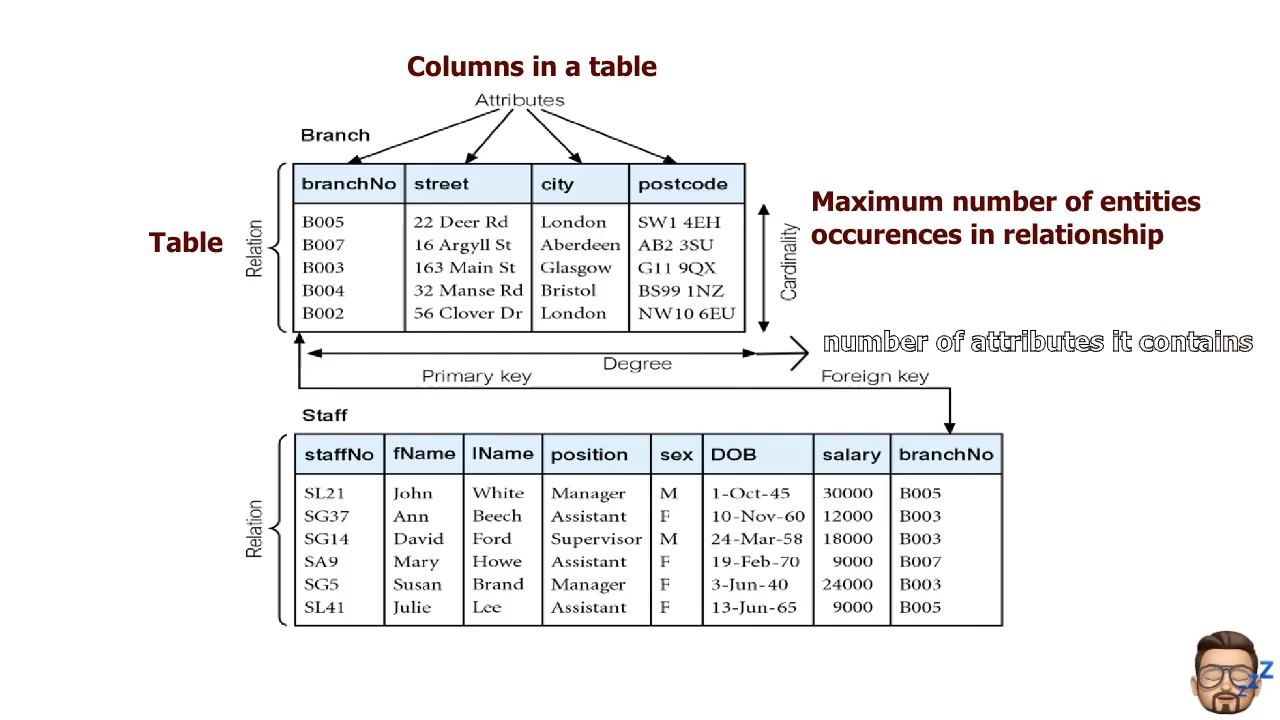 Columns in a table
Attributes
Branch
branchNo street city postcode
B005 22 Deer Rd London SW1 4EH
B007 16 Argyll St Aberdeen AB2 3SU
B003 163 Main St Glasgow G11 9QX
B004 32 Manse Rd Bristol BS99 1NZ
B002 56 Clover Dr London NW10 6EU
Table
Relation
Cardinality
Maximum number of entities
occurences in relationship
number of attributes it contains
Degree
Primary key
Foreign key
Staff
staffNo fName lName position sex DOB salary branchNo
SL21 John White Manager M 1-Oct-45 30000 B005
SG37 Ann Beech Assistant F 10-Nov-60 12000 B003
SG14 David Ford Supervisor M 24-Mar-58 18000 B003
SA9 Mary Howe Assistant F 19-Feb-70 9000 B007
SG5 Susan Brand Manager F 3-Jun-40 24000 B003
SL41 Julie Lee Assistant F 13-Jun-65 9000 B005
Relation
z z z